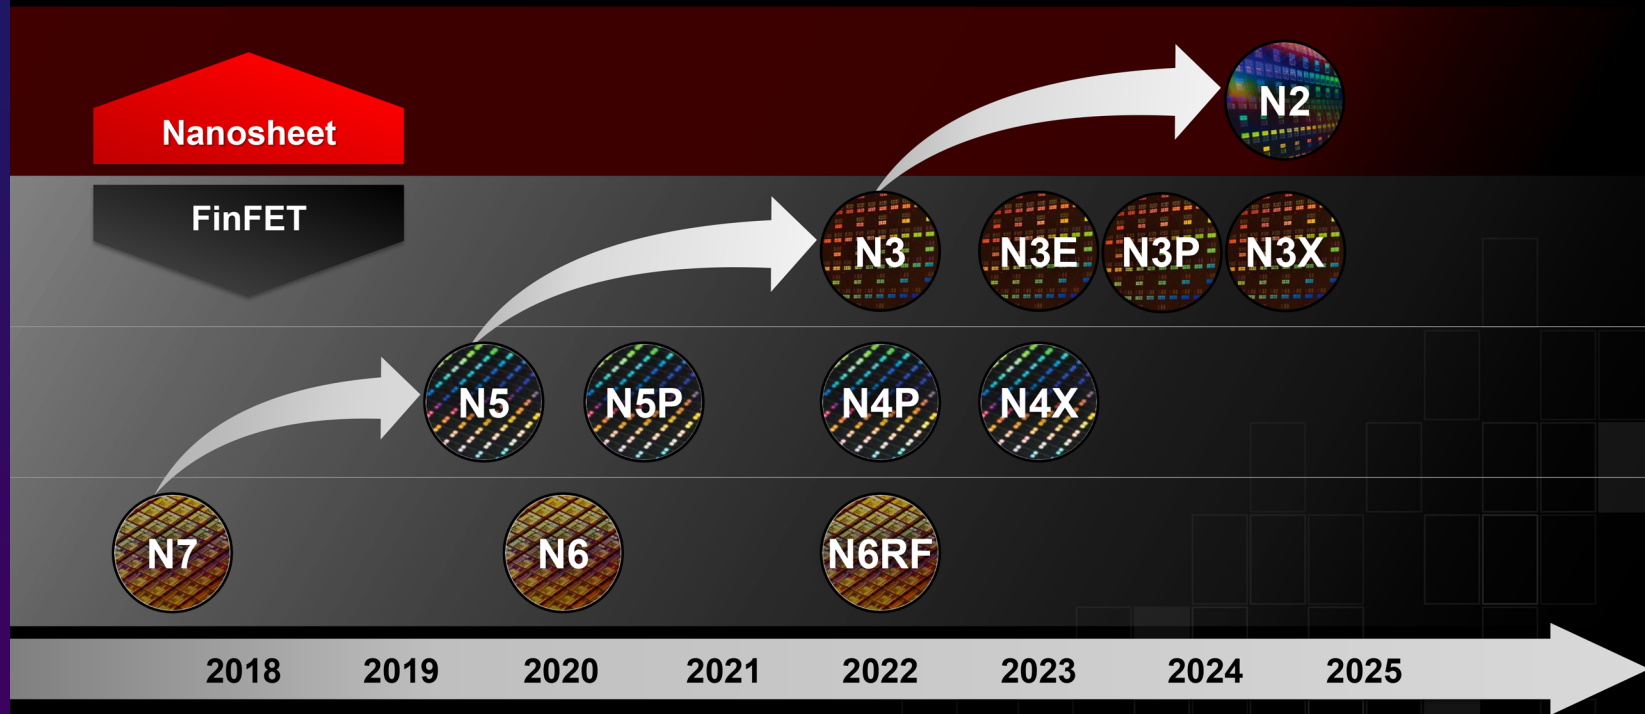 Nanosheet
FinFET
N2
N3 N3E N3P N3X
N5 N5P N4P N4X
N7 N6 N6RF
2018 2019 2020 2021 2022 2023 2024 2025